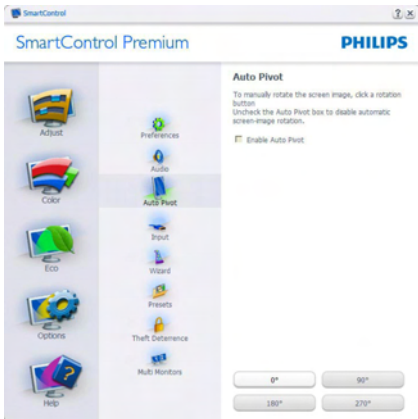 SmartControl
SmartControl Premium
PHILIPS
Adjust
Color
Eco
Options
Help
Preferences
Audio
Auto Pivot
Input
Wizard
Presets
Theft Deterrence
Multi Monitors
Auto Pivot
To manually rotate the screen image, click a rotation
button
Uncheck the Auto Pivot box to disable automatic
screen-image rotation.
Enable Auto Pivot
0°
90°
180°
270°